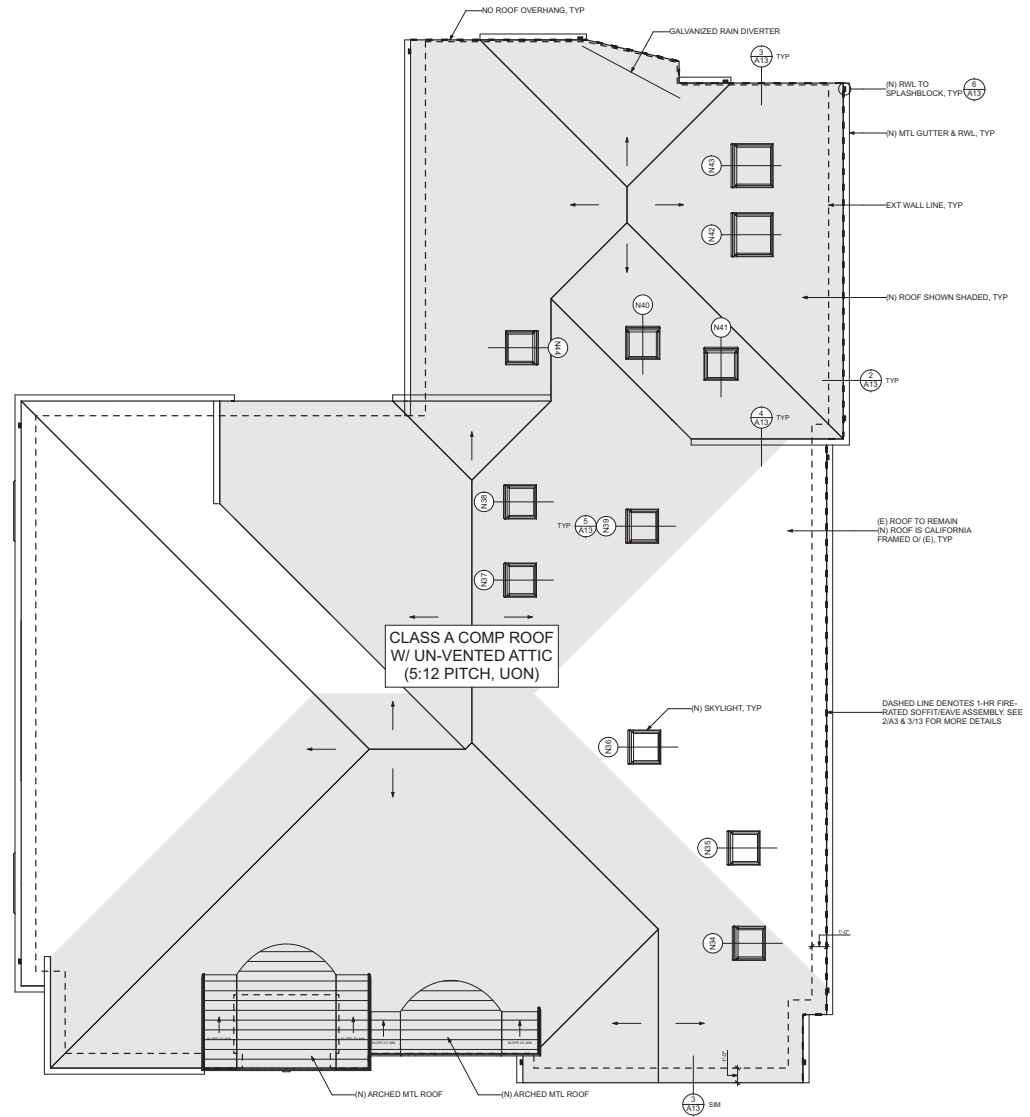 NO ROOF OVERHANG, TYP
GALVANIZED RAIN DIVERTER
3
A13
TYP
(N) RWL TO
SPLASHBLOCK, TYP
6
A13
(N) MTL GUTTER & RWL, TYP
N43
EXT WALL LINE, TYP
N42
(N) ROOF SHOWN SHADED, TYP
N40
N41
N44
2
A13
TYP
4
A13
TYP
N38
TYP
5
A13
N39
(E) ROOF TO REMAIN
(N) ROOF IS CALIFORNIA
FRAMED O/ (E), TYP
N37
CLASS A COMP ROOF
W/ UN-VENTED ATTIC
(5:12 PITCH, UON)
(N) SKYLIGHT, TYP
DASHED LINE DENOTES 1-HR FIRE-
RATED SOFFIT/EAVE ASSEMBLY. SEE
2/A3 & 3/13 FOR MORE DETAILS
N36
N35
N34
1'-0"
1'-0"
(N) ARCHED MTL ROOF
(N) ARCHED MTL ROOF
3
A13
SIM